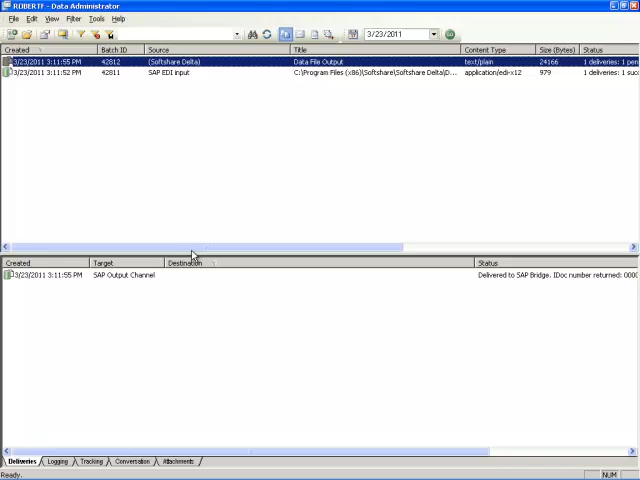 ROBERTF - Data Administrator
File Edit View Filter Tools Help
3/23/2011
Created Batch ID Source Title Content Type Size (Bytes) Status
3/23/2011 3:11:55 PM 42812 (Softshare Delta) Data File Output text/plain 24166 1 deliveries: 1 pen
3/23/2011 3:11:52 PM 42811 SAP EDI input C:\Program Files (x86)\Softshare\Softshare Delta\D... application/edi-x12 979 1 deliveries: 1 succ
Created Target Destination Status
3/23/2011 3:11:55 PM SAP Output Channel Delivered to SAP Bridge. IDoc number returned: 0000
Deliveries Logging Tracking Conversation Attachments
Ready. NUM